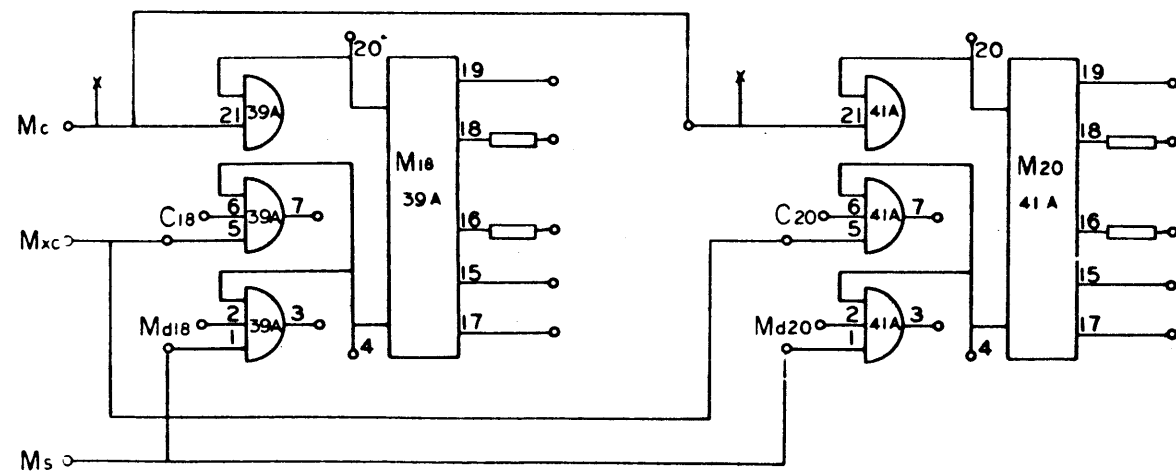 20 20
19 19
21 39A 21 41A
Mc
18 18
M18 M20
39A 41A
C18 6 39A 7 C20 6 41A 7
16 16
Mxc 5 5
15 15
Md18 2 39A 3 Md20 2 41A 3
17 17
1 1
4 4
Ms